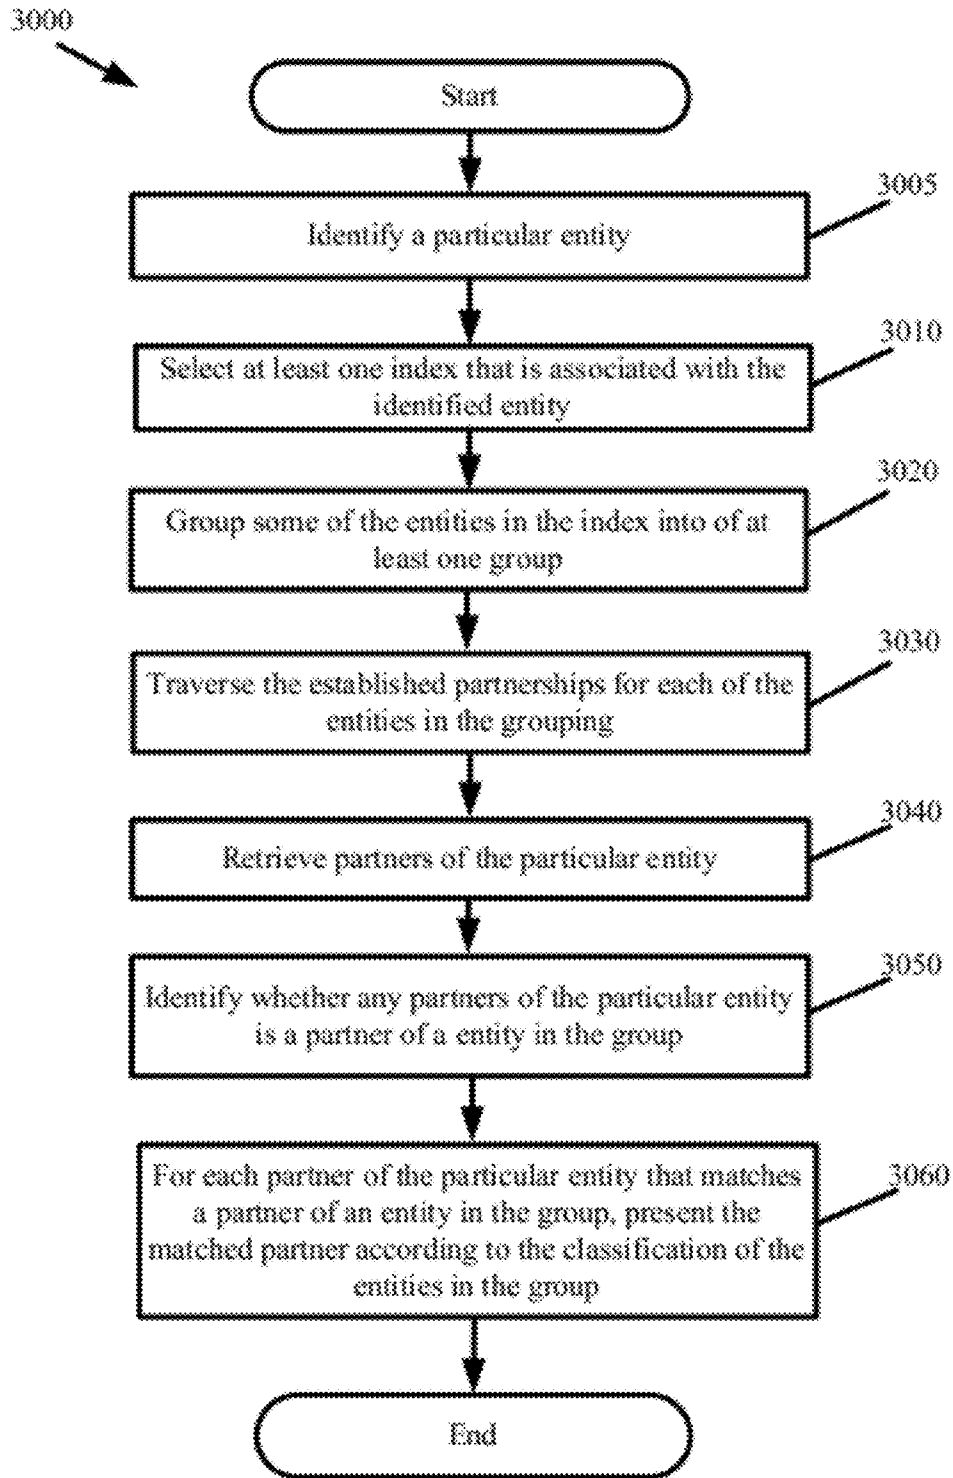 3000
Start
3005
Identify a particular entity
3010
Select at least one index that is associated with the
identified entity
3020
Group some of the entities in the index into of at
least one group
3030
Traverse the established partnerships for each of the
entities in the grouping
3040
Retrieve partners of the particular entity
3050
Identify whether any partners of the particular entity
is a partner of a entity in the group
3060
For each partner of the particular entity that matches
a partner of an entity in the group, present the
matched partner according to the classification of the
entities in the group
End